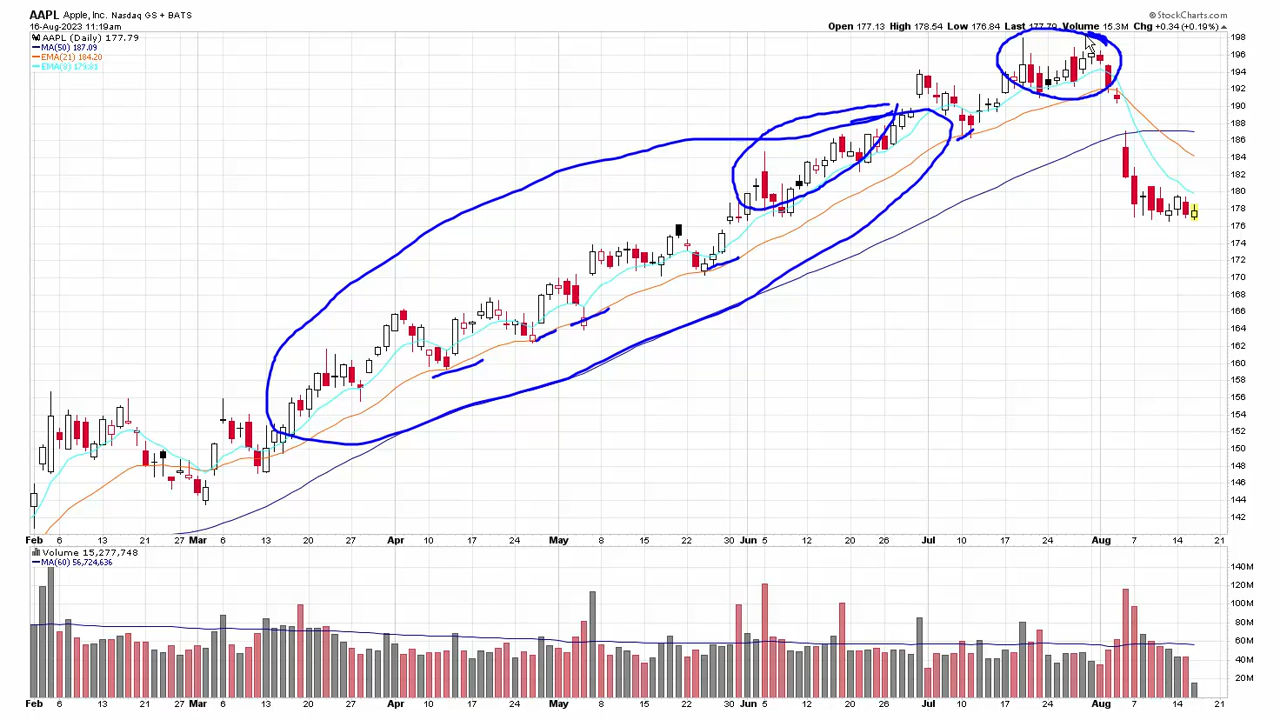 AAPL Apple, Inc. Nasdaq GS + BATS
© StockCharts.com
16-Aug-2023 11:19am
Open 177.13 High 178.54 Low 176.84 Last 177.79 Volume 15.3M Chg +0.34 (+0.19%)
AAPL (Daily) 177.79
MA(50) 187.09
EMA(21) 184.20
EMA(8) 179.81
198
196
194
192
190
188
186
184
182
180
178
176
174
172
170
168
166
164
162
160
158
156
154
152
150
148
146
144
142
Feb 6 13 21 27 Mar 6 13 20 27 Apr 10 17 24 May 8 15 22 30 Jun 5 12 20 26 Jul 10 17 24 Aug 7 14 21
Volume 15,277,748
MA(60) 56,724,636
140M
120M
100M
80M
60M
40M
20M
Feb 6 13 21 27 Mar 6 13 20 27 Apr 10 17 24 May 8 15 22 30 Jun 5 12 20 26 Jul 10 17 24 Aug 7 14 21